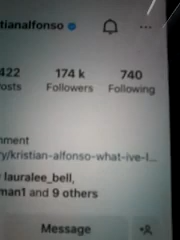 tianalfonso
422 174 k 740
osts Followers Following
nment
y/kristian-alfonso-what-ive-l...
lauralee_bell,
man1 and 9 others
Message